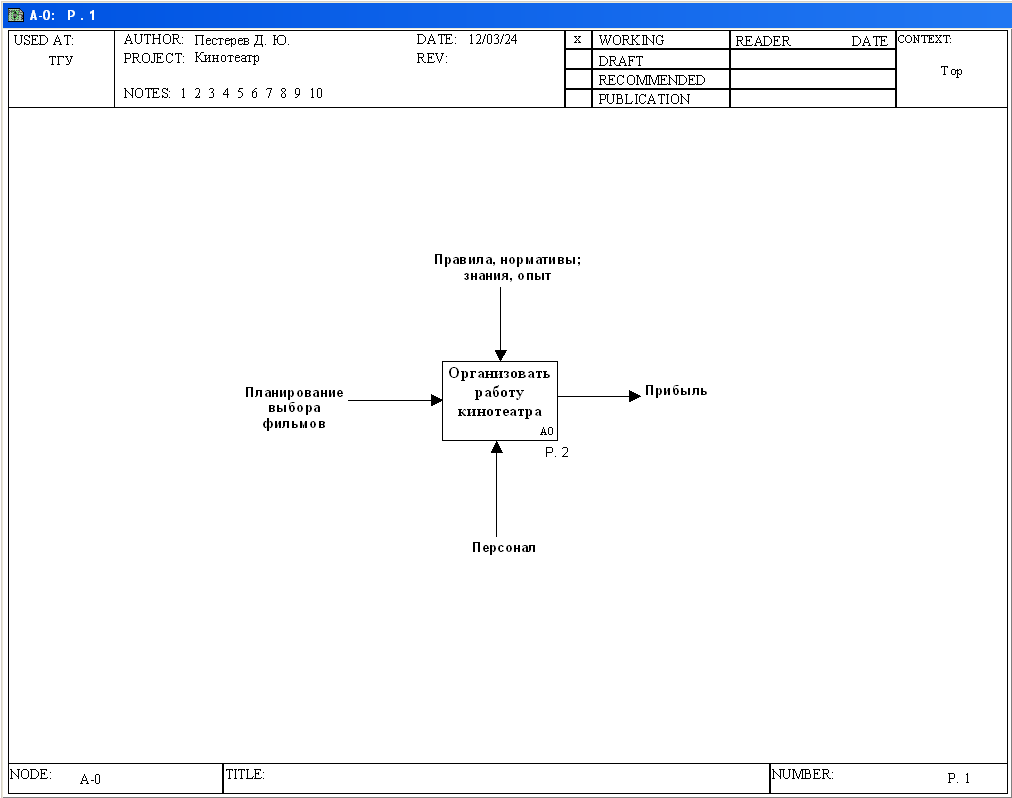 A-0: P . 1
USED AT:
ТГУ
AUTHOR: Пестерев Д. Ю.
PROJECT: Кинотеатр
NOTES: 1 2 3 4 5 6 7 8 9 10
DATE: 12/03/24
REV:
x WORKING
DRAFT
RECOMMENDED
PUBLICATION
READER DATE
CONTEXT:
Top
Правила, нормативы;
знания, опыт
Планирование
выбора
фильмов
Организовать
работу
кинотеатра
A0
P. 2
Прибыль
Персонал
NODE: A-0
TITLE:
NUMBER: P. 1